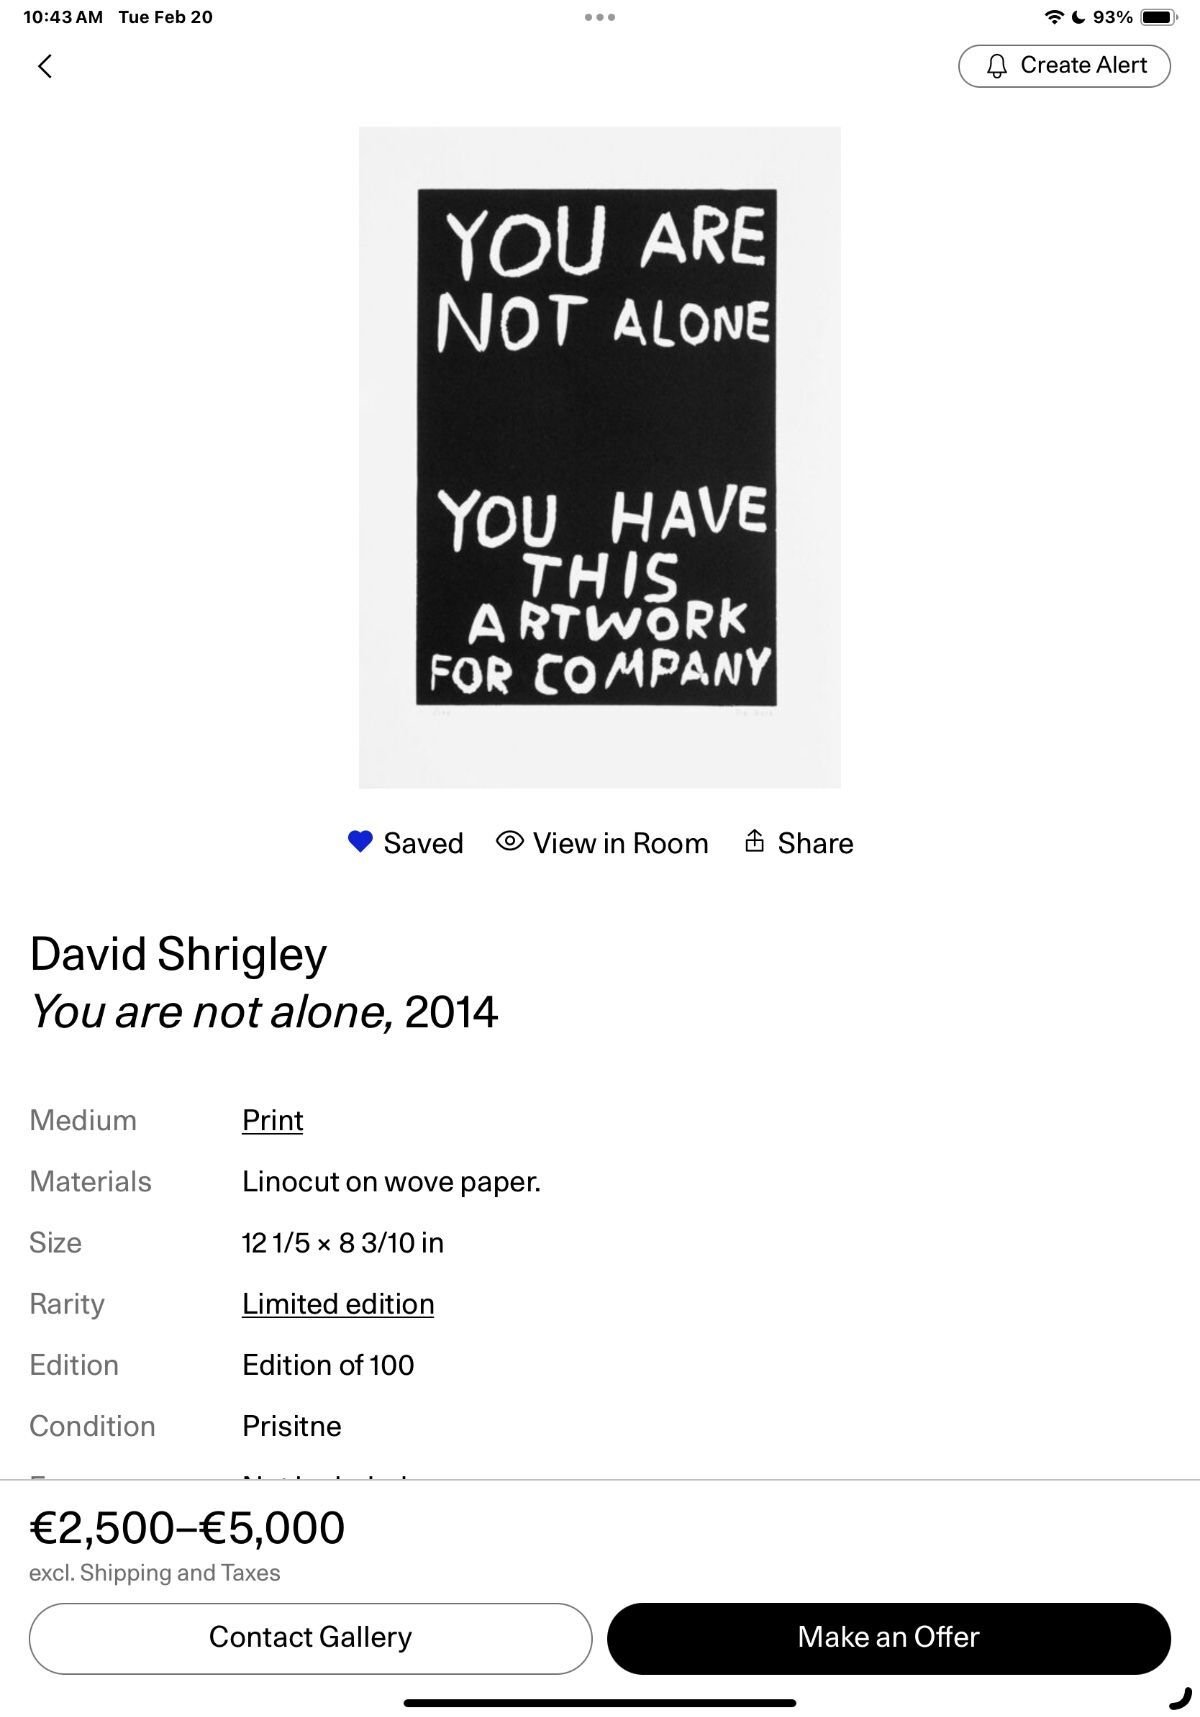 10:43 AM Tue Feb 20
93%
Create Alert
YOU ARE
NOT ALONE
YOU HAVE
THIS
ARTWORK
FOR COMPANY
Saved View in Room Share
David Shrigley
You are not alone, 2014
Medium Print
Materials Linocut on wove paper.
Size 12 1/5 × 8 3/10 in
Rarity Limited edition
Edition Edition of 100
Condition Prisitne
€2,500–€5,000
excl. Shipping and Taxes
Contact Gallery Make an Offer